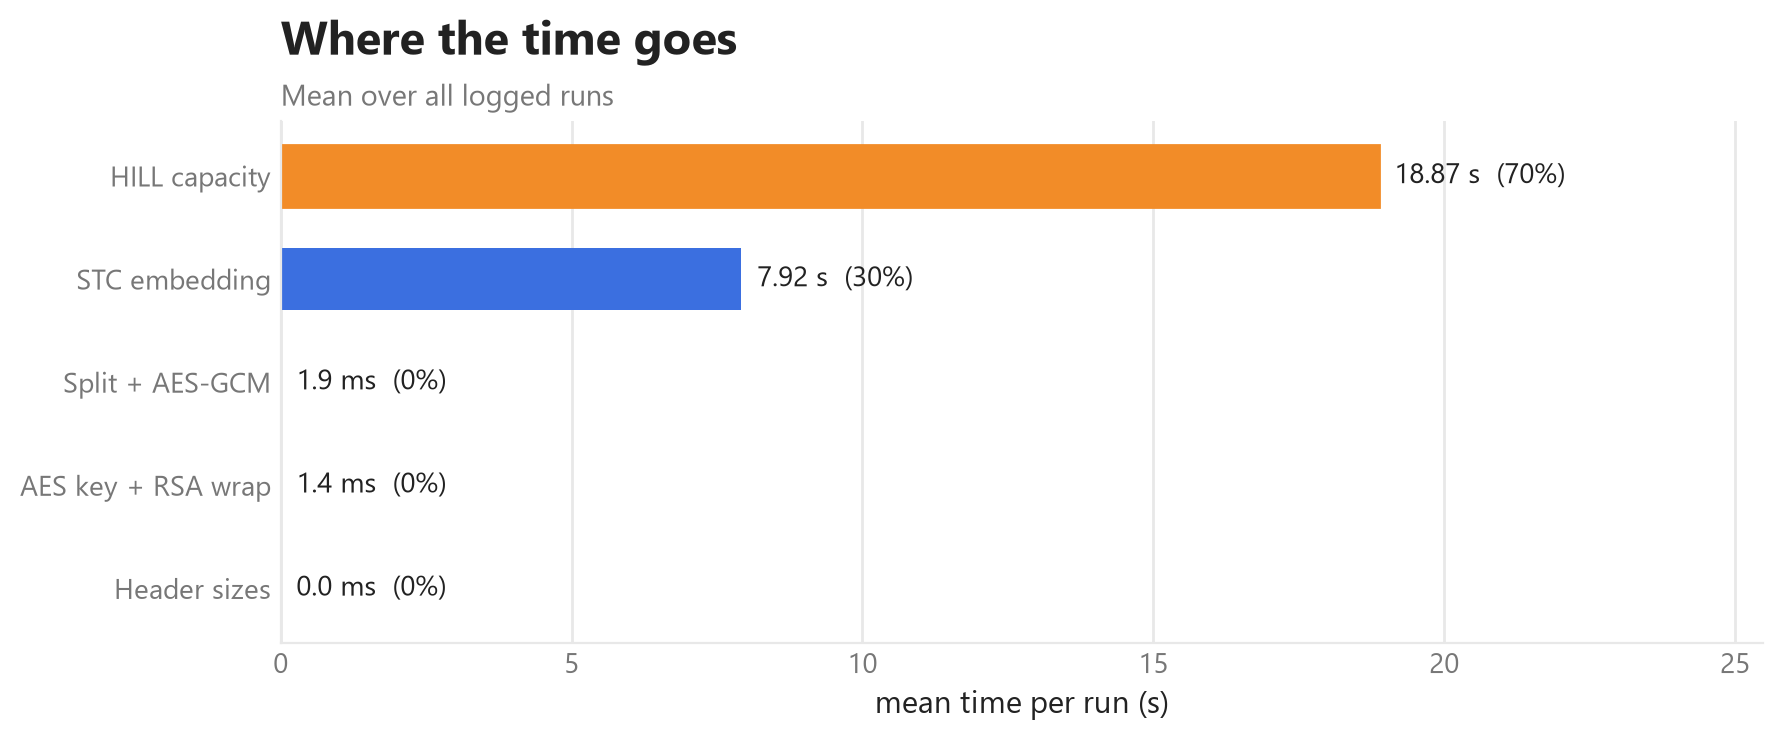 Where the time goes
Mean over all logged runs
HILL capacity
18.87 s (70%)
STC embedding
7.92 s (30%)
Split + AES-GCM
1.9 ms (0%)
AES key + RSA wrap
1.4 ms (0%)
Header sizes
0.0 ms (0%)
0 5 10 15 20 25
mean time per run (s)